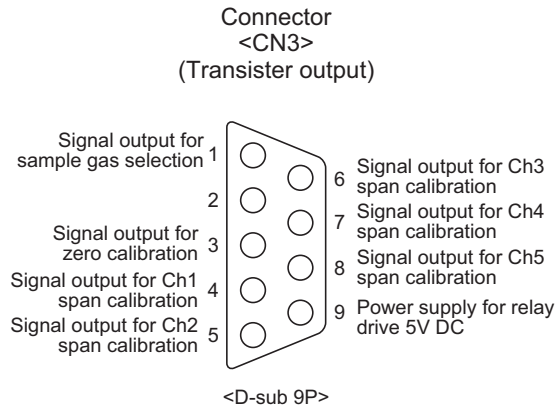 Connector
<CN3>
(Transister output)
Signal output for
sample gas selection 1
2
Signal output for
zero calibration 3
Signal output for Ch1
span calibration 4
Signal output for Ch2
span calibration 5
6 Signal output for Ch3
span calibration
7 Signal output for Ch4
span calibration
8 Signal output for Ch5
span calibration
9 Power supply for relay
drive 5V DC
<D-sub 9P>